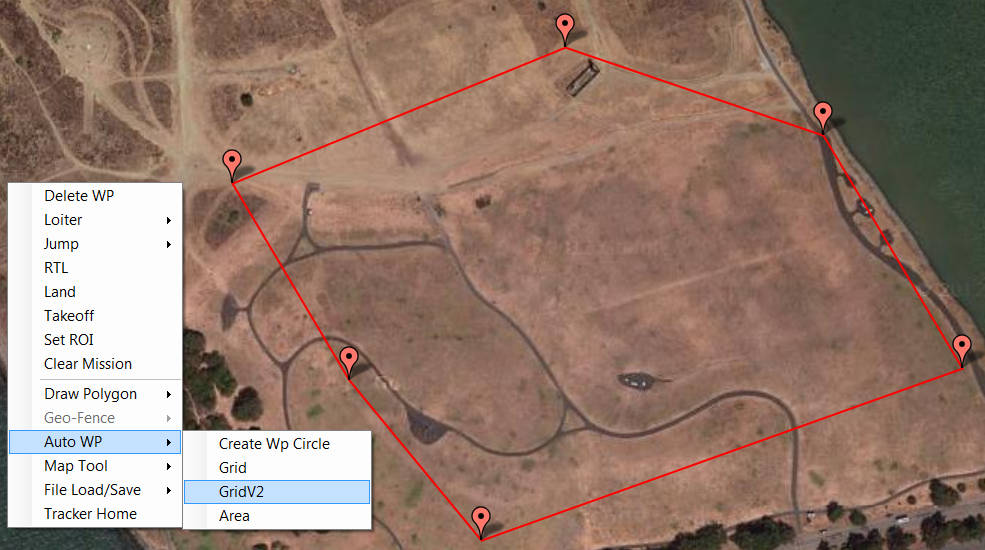 Delete WP
Loiter
Jump
RTL
Land
Takeoff
Set ROI
Clear Mission
Draw Polygon
Geo-Fence
Auto WP
Map Tool
File Load/Save
Tracker Home
Create Wp Circle
Grid
GridV2
Area